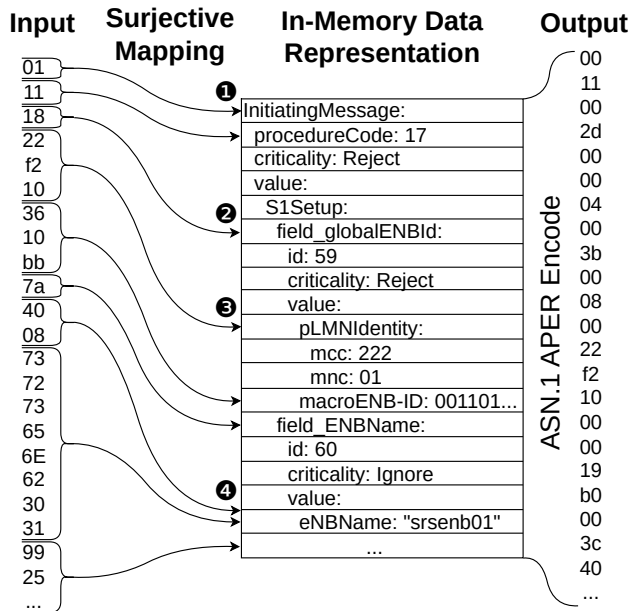 Input
Surjective
Mapping
In-Memory Data
Representation
Output
01
11
18
22
f2
10
36
10
bb
7a
40
08
73
72
73
65
6E
62
30
31
99
25
...
❶
❷
❸
❹
InitiatingMessage:
procedureCode: 17
criticality: Reject
value:
S1Setup:
field_globalENBId:
id: 59
criticality: Reject
value:
pLMNIdentity:
mcc: 222
mnc: 01
macroENB-ID: 001101...
field_ENBName:
id: 60
criticality: Ignore
value:
eNBName: "srsenb01"
...
ASN.1 APER Encode
00
11
00
2d
00
00
04
00
3b
00
08
00
22
f2
10
00
00
19
b0
00
3c
40
...